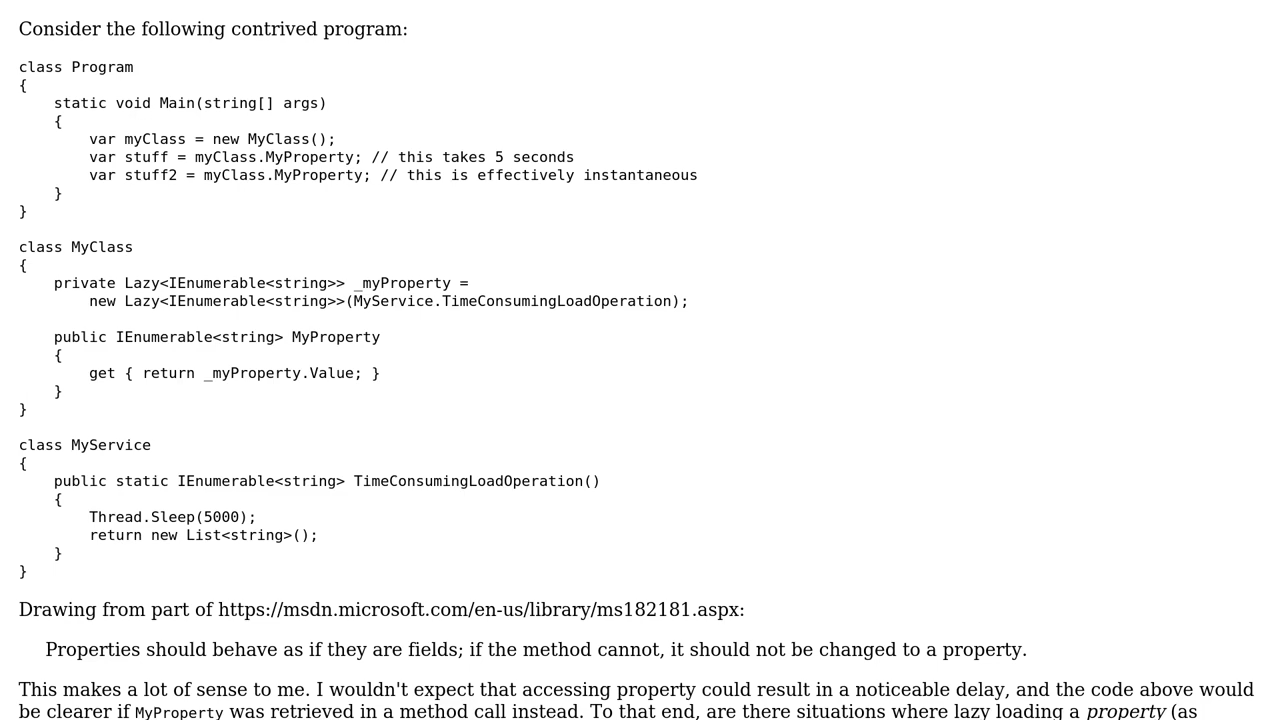 Consider the following contrived program:
class Program
{
    static void Main(string[] args)
    {
        var myClass = new MyClass();
        var stuff = myClass.MyProperty; // this takes 5 seconds
        var stuff2 = myClass.MyProperty; // this is effectively instantaneous
    }
}
class MyClass
{
    private Lazy<IEnumerable<string>> _myProperty =
        new Lazy<IEnumerable<string>>(MyService.TimeConsumingLoadOperation);
    public IEnumerable<string> MyProperty
    {
        get { return _myProperty.Value; }
    }
}
class MyService
{
    public static IEnumerable<string> TimeConsumingLoadOperation()
    {
        Thread.Sleep(5000);
        return new List<string>();
    }
}
Drawing from part of https://msdn.microsoft.com/en-us/library/ms182181.aspx:
Properties should behave as if they are fields; if the method cannot, it should not be changed to a property.
This makes a lot of sense to me. I wouldn't expect that accessing property could result in a noticeable delay, and the code above would
be clearer if MyProperty was retrieved in a method call instead. To that end, are there situations where lazy loading a property (as